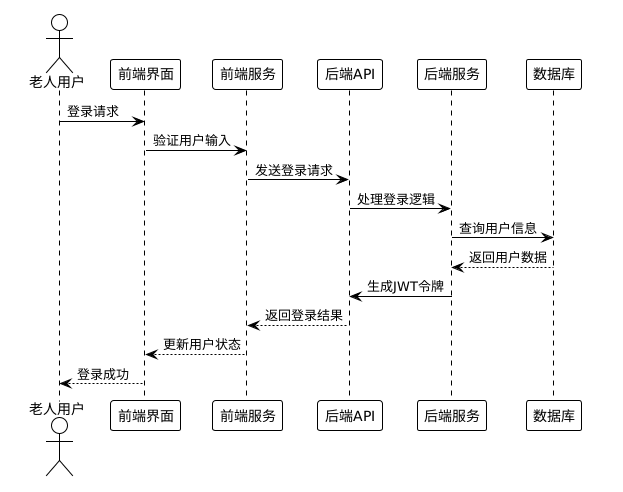 老人用户
前端界面
前端服务
后端API
后端服务
数据库
登录请求
验证用户输入
发送登录请求
处理登录逻辑
查询用户信息
返回用户数据
生成JWT令牌
返回登录结果
更新用户状态
登录成功
老人用户
前端界面
前端服务
后端API
后端服务
数据库